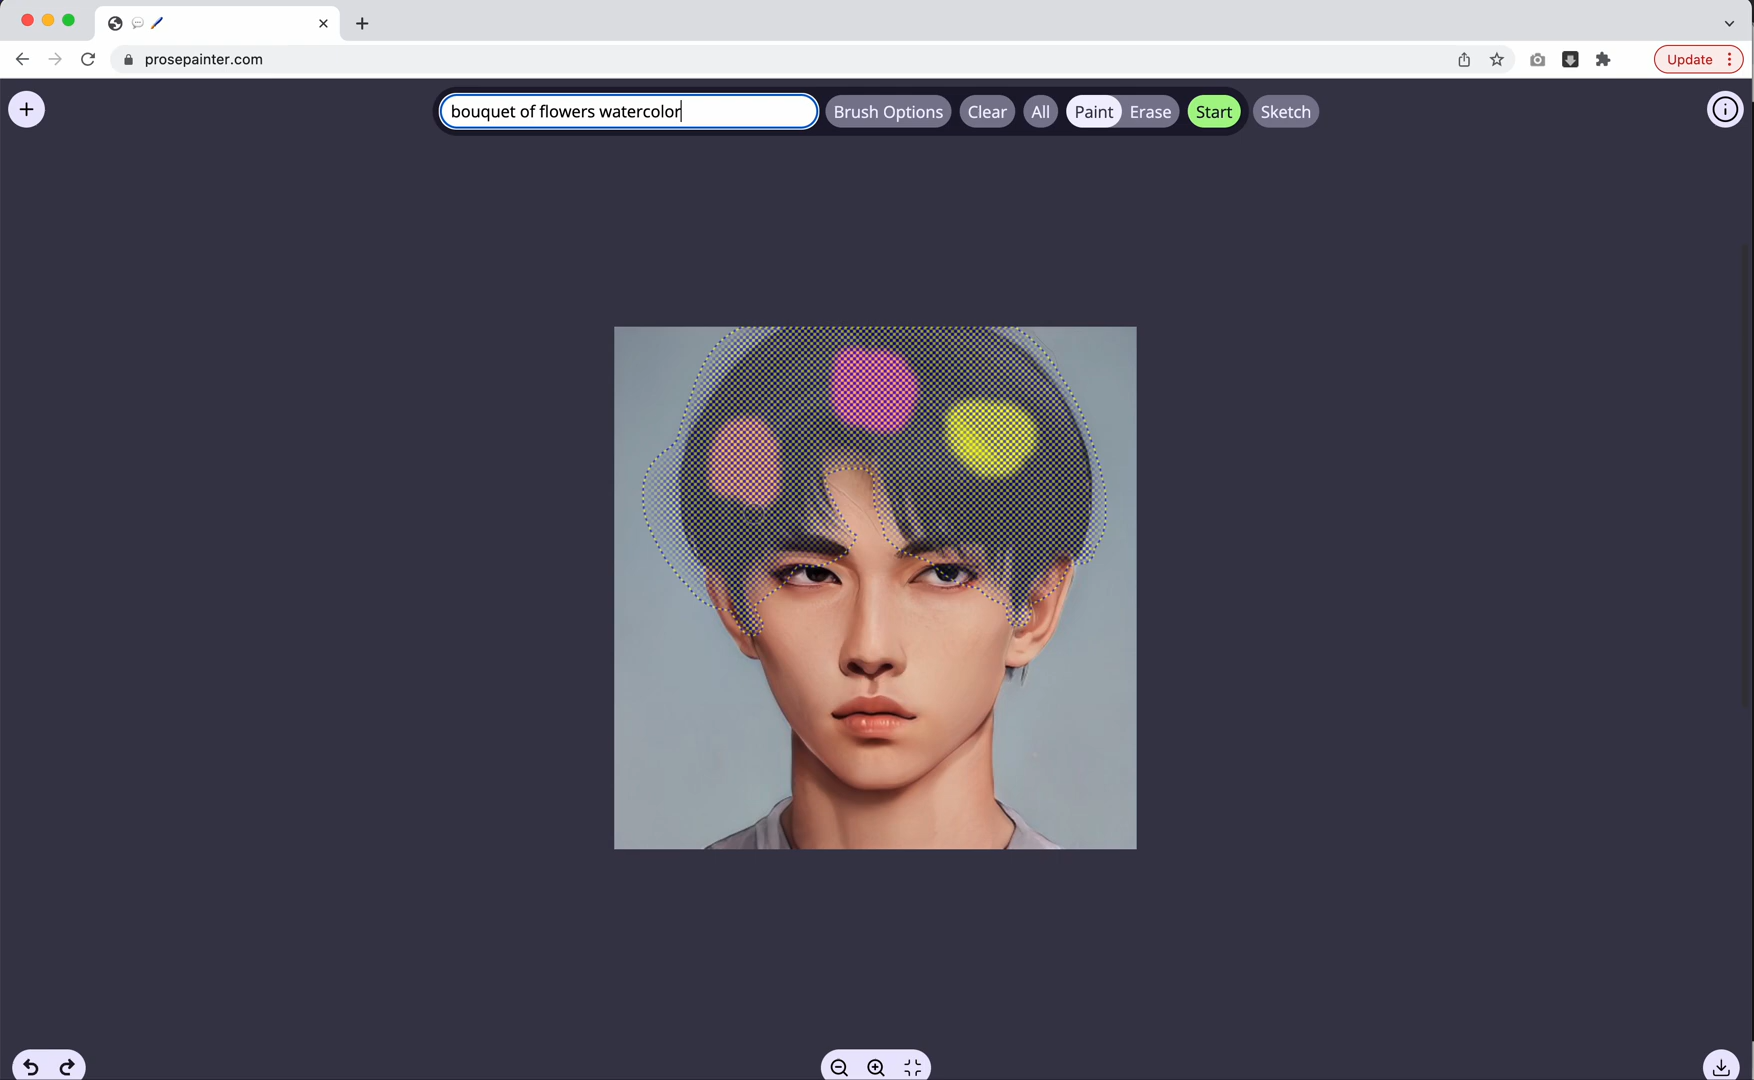 prosepainter.com
Update
bouquet of flowers watercolor
Brush Options
Clear
All
Paint
Erase
Start
Sketch